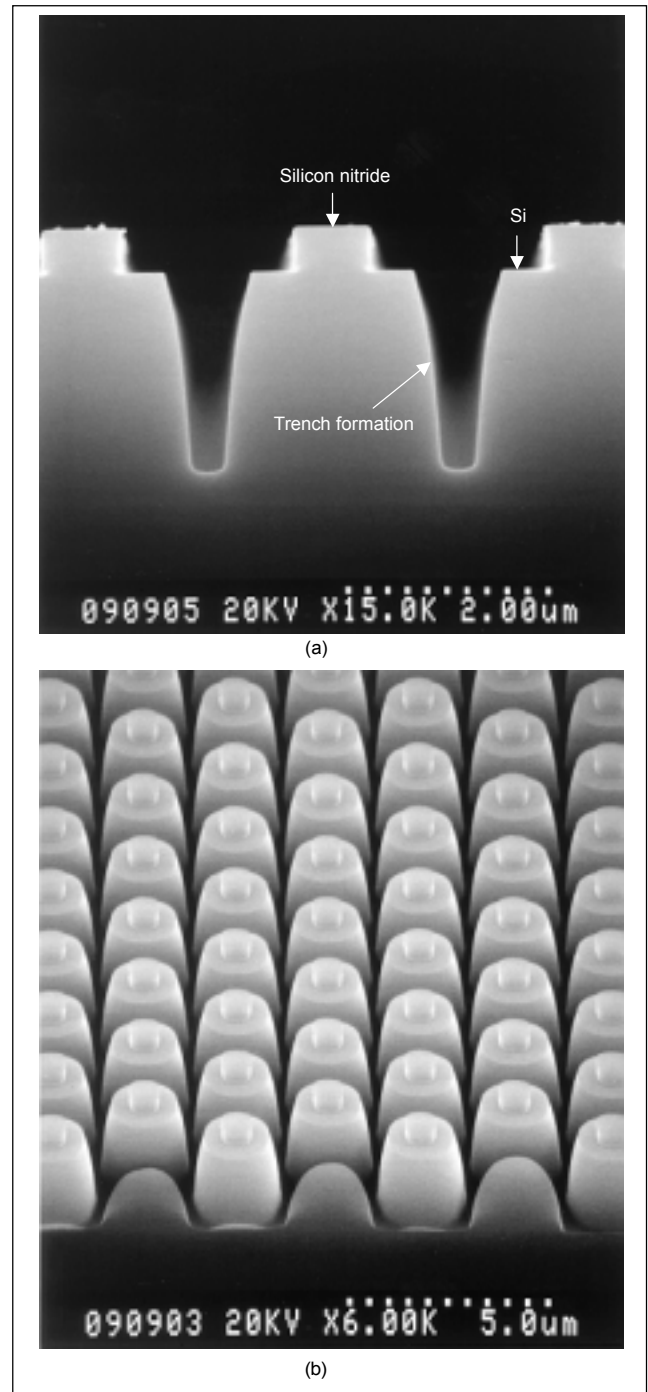 Silicon nitride
Si
Trench formation
090905 20KV X15.0K 2.00um
(a)
090903 20KV X6.00K 5.0um
(b)